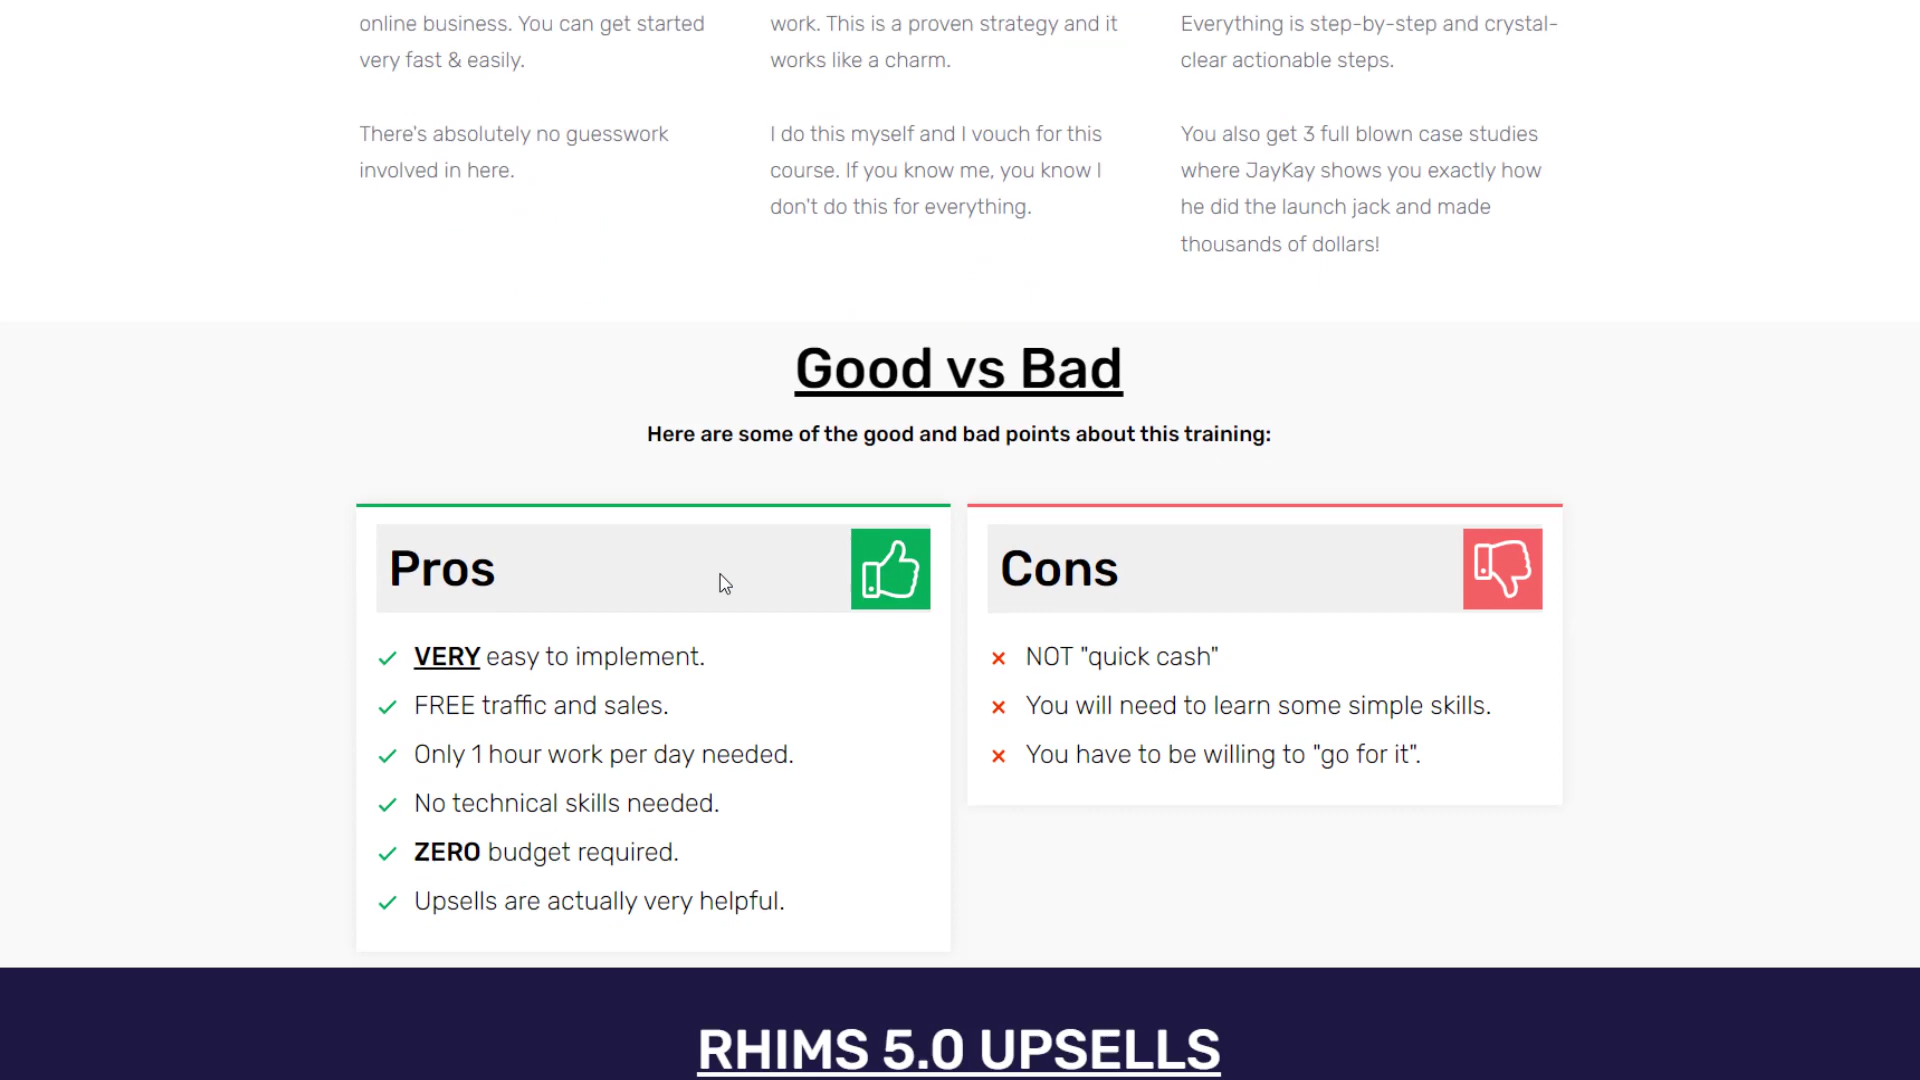 online business. You can get started
very fast & easily.
There's absolutely no guesswork
involved in here.
work. This is a proven strategy and it
works like a charm.
I do this myself and I vouch for this
course. If you know me, you know I
don't do this for everything.
Everything is step-by-step and crystal-
clear actionable steps.
You also get 3 full blown case studies
where JayKay shows you exactly how
he did the launch jack and made
thousands of dollars!
Good vs Bad
Here are some of the good and bad points about this training:
Pros
VERY easy to implement.
FREE traffic and sales.
Only 1 hour work per day needed.
No technical skills needed.
ZERO budget required.
Upsells are actually very helpful.
Cons
NOT "quick cash"
You will need to learn some simple skills.
You have to be willing to "go for it".
RHIMS 5.0 UPSELLS